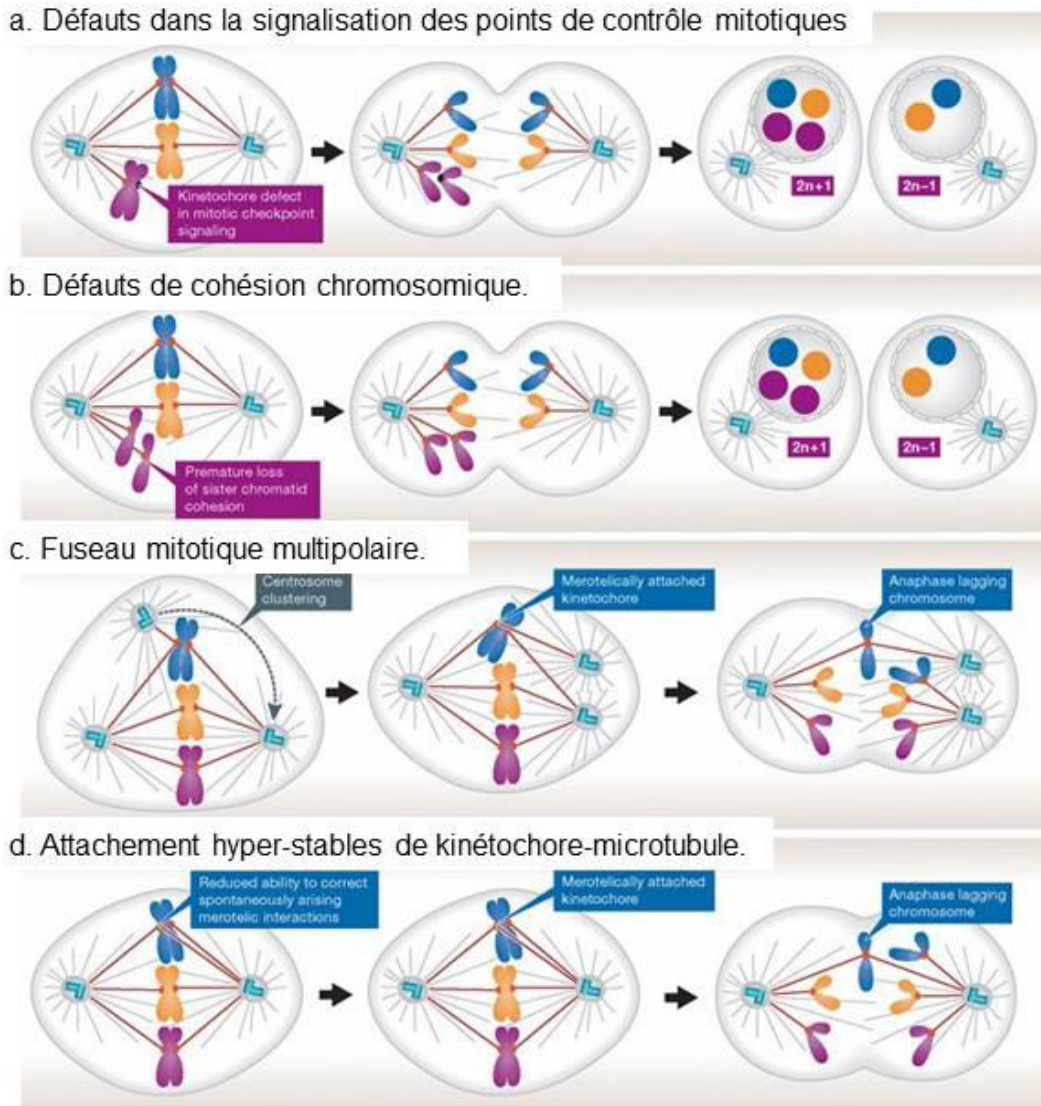 a. Défauts dans la signalisation des points de contrôle mitotiques
Kinetochore defect
in mitotic checkpoint
signaling
2n+1
2n−1
b. Défauts de cohésion chromosomique.
Premature loss
of sister chromatid
cohesion
2n+1
2n−1
c. Fuseau mitotique multipolaire.
Centrosome
clustering
Merotelically attached
kinetochore
Anaphase lagging
chromosome
d. Attachement hyper-stables de kinétochore-microtubule.
Reduced ability to correct
spontaneously arising
merotelic interactions
Merotelically attached
kinetochore
Anaphase lagging
chromosome